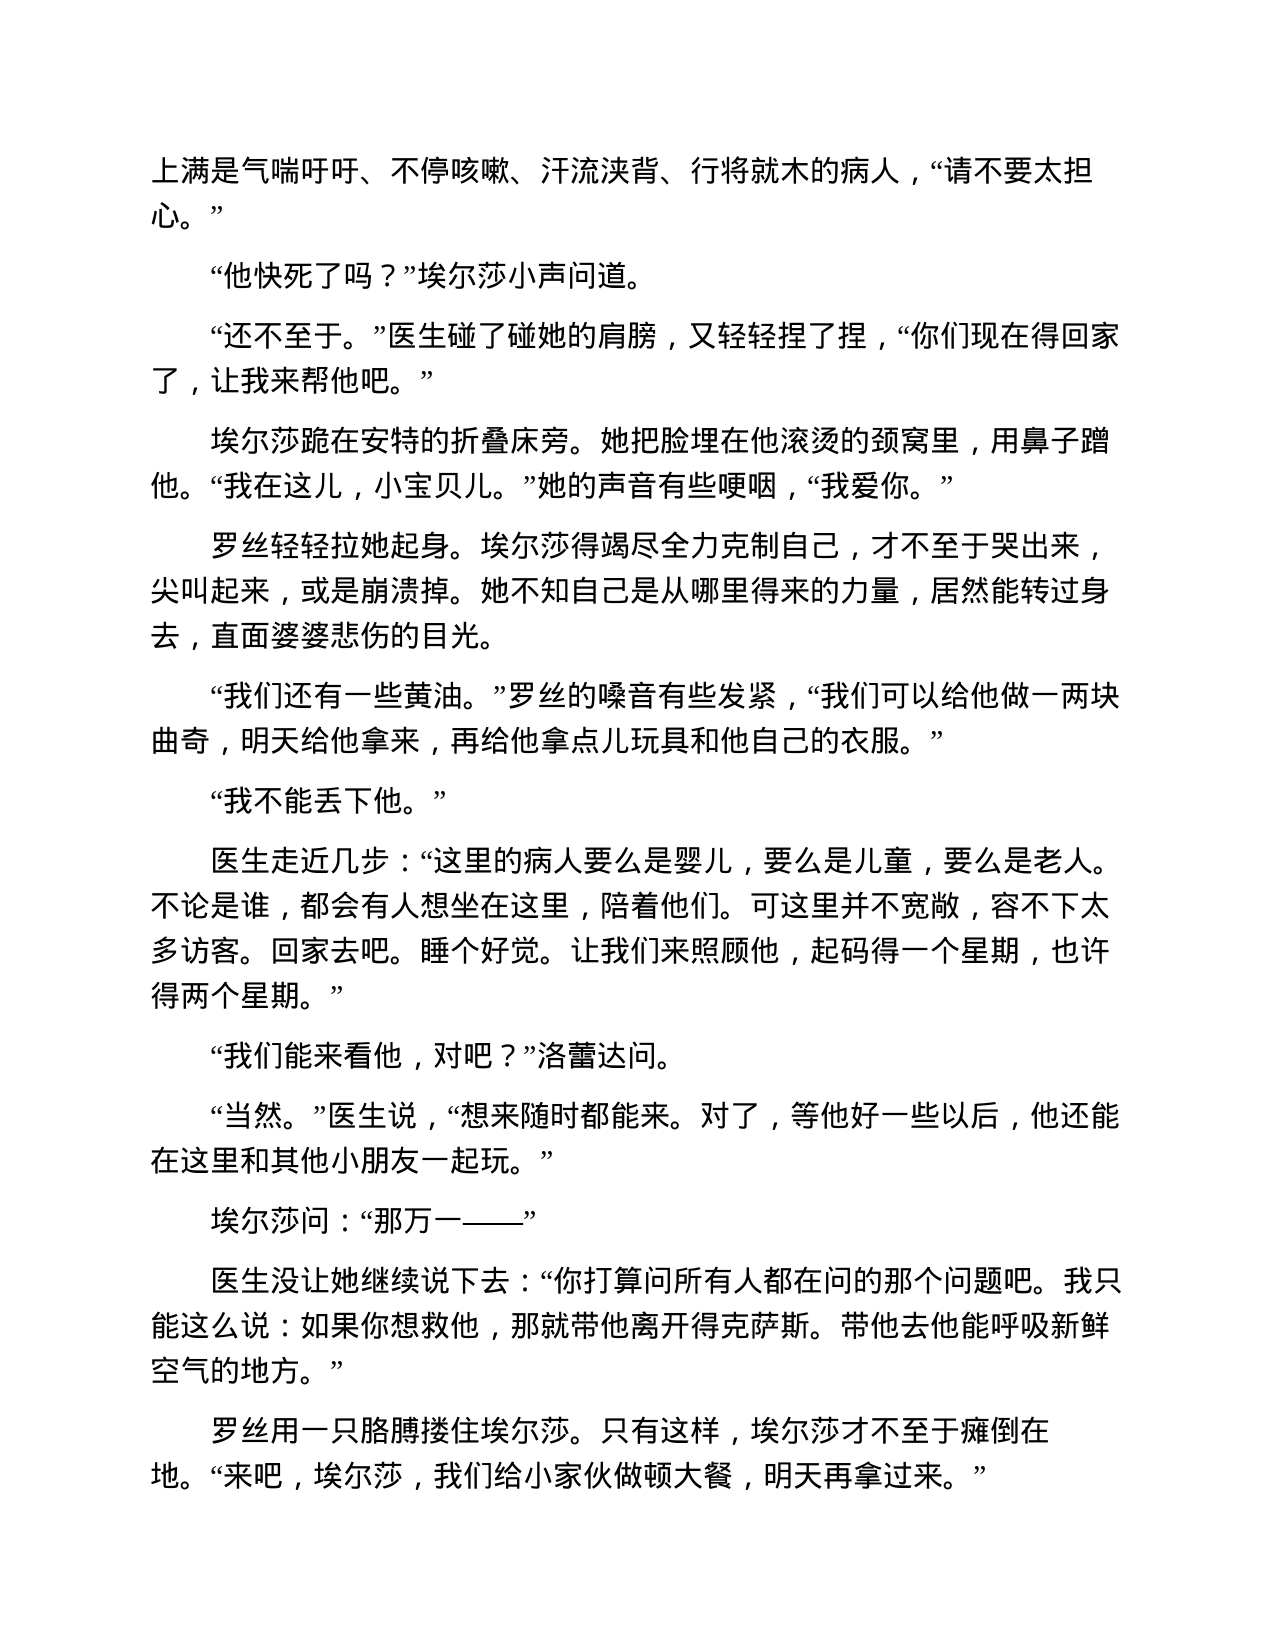 上满是气喘吁吁、不停咳嗽、汗流浃背、行将就木的病人，“请不要太担
心。”
“他快死了吗？”埃尔莎小声问道。
“还不至于。”医生碰了碰她的肩膀，又轻轻捏了捏，“你们现在得回家
了，让我来帮他吧。”
埃尔莎跪在安特的折叠床旁。她把脸埋在他滚烫的颈窝里，用鼻子蹭
他。“我在这儿，小宝贝儿。”她的声音有些哽咽，“我爱你。”
罗丝轻轻拉她起身。埃尔莎得竭尽全力克制自己，才不至于哭出来，
尖叫起来，或是崩溃掉。她不知自己是从哪里得来的力量，居然能转过身
去，直面婆婆悲伤的目光。
“我们还有一些黄油。”罗丝的嗓音有些发紧，“我们可以给他做一两块
曲奇，明天给他拿来，再给他拿点儿玩具和他自己的衣服。”
“我不能丢下他。”
医生走近几步：“这里的病人要么是婴儿，要么是儿童，要么是老人。
不论是谁，都会有人想坐在这里，陪着他们。可这里并不宽敞，容不下太
多访客。回家去吧。睡个好觉。让我们来照顾他，起码得一个星期，也许
得两个星期。”
“我们能来看他，对吧？”洛蕾达问。
“当然。”医生说，“想来随时都能来。对了，等他好一些以后，他还能
在这里和其他小朋友一起玩。”
埃尔莎问：“那万一——”
医生没让她继续说下去：“你打算问所有人都在问的那个问题吧。我只
能这么说：如果你想救他，那就带他离开得克萨斯。带他去他能呼吸新鲜
空气的地方。”
罗丝用一只胳膊搂住埃尔莎。只有这样，埃尔莎才不至于瘫倒在
地。“来吧，埃尔莎，我们给小家伙做顿大餐，明天再拿过来。”